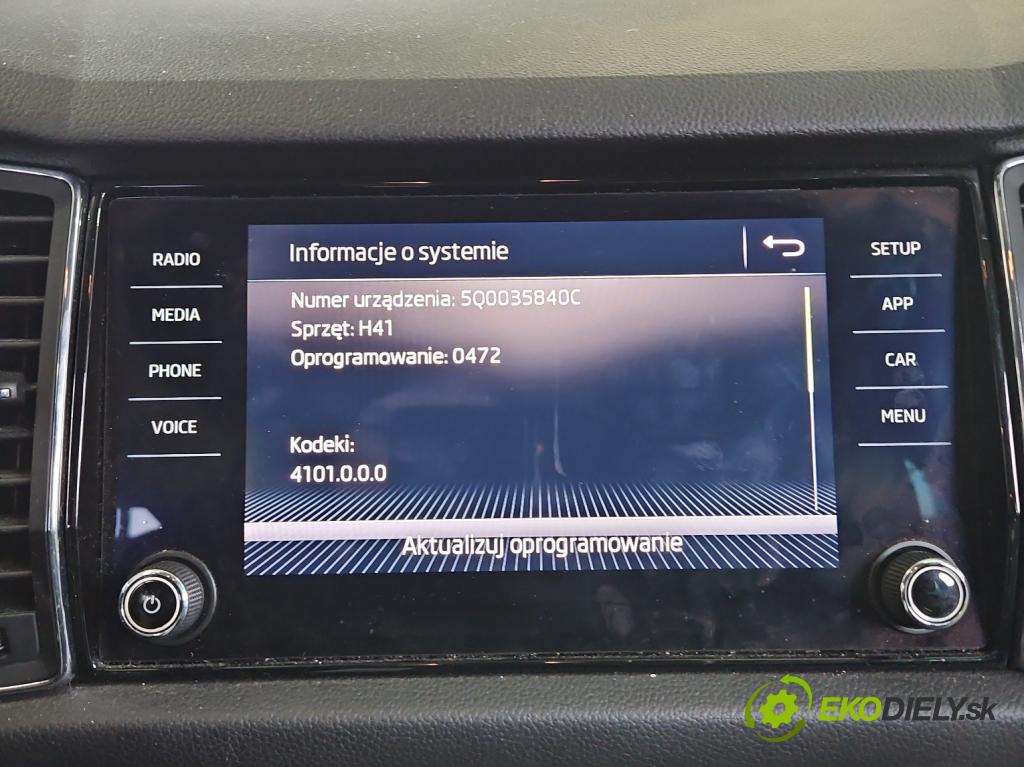 RADIO
MEDIA
PHONE
VOICE
Informacje o systemie
Numer urządzenia: 5Q0035840C
Sprzęt: H41
Oprogramowanie: 0472
Kodeki:
4101.0.0.0
Aktualizuj oprogramowanie
SETUP
APP
CAR
MENU
EKODIELY.sk